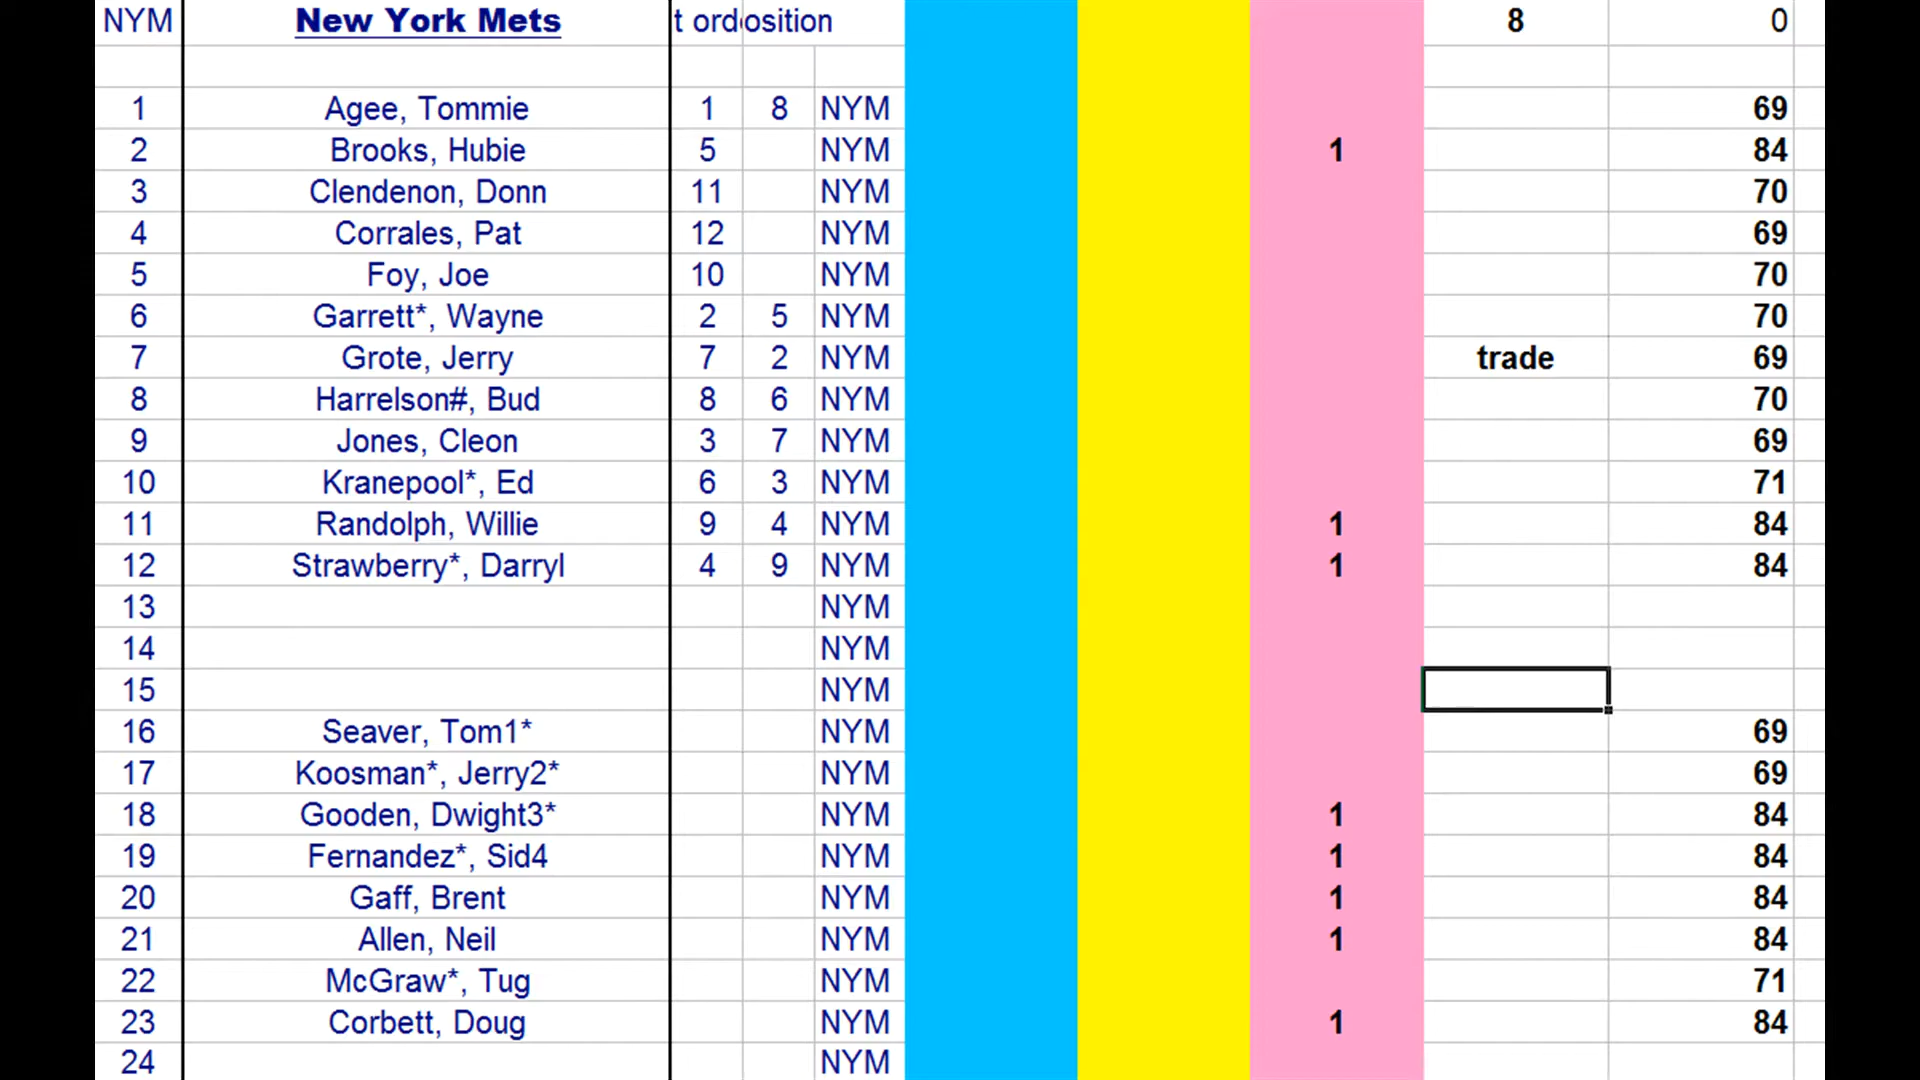 NYM New York Mets t ord osition 8 0
1 Agee, Tommie 1 8 NYM 69
2 Brooks, Hubie 5 NYM 1 84
3 Clendenon, Donn 11 NYM 70
4 Corrales, Pat 12 NYM 69
5 Foy, Joe 10 NYM 70
6 Garrett*, Wayne 2 5 NYM 70
7 Grote, Jerry 7 2 NYM trade 69
8 Harrelson#, Bud 8 6 NYM 70
9 Jones, Cleon 3 7 NYM 69
10 Kranepool*, Ed 6 3 NYM 71
11 Randolph, Willie 9 4 NYM 1 84
12 Strawberry*, Darryl 4 9 NYM 1 84
13 NYM
14 NYM
15 NYM
16 Seaver, Tom1* NYM 69
17 Koosman*, Jerry2* NYM 69
18 Gooden, Dwight3* NYM 1 84
19 Fernandez*, Sid4 NYM 1 84
20 Gaff, Brent NYM 1 84
21 Allen, Neil NYM 1 84
22 McGraw*, Tug NYM 71
23 Corbett, Doug NYM 1 84
24 NYM